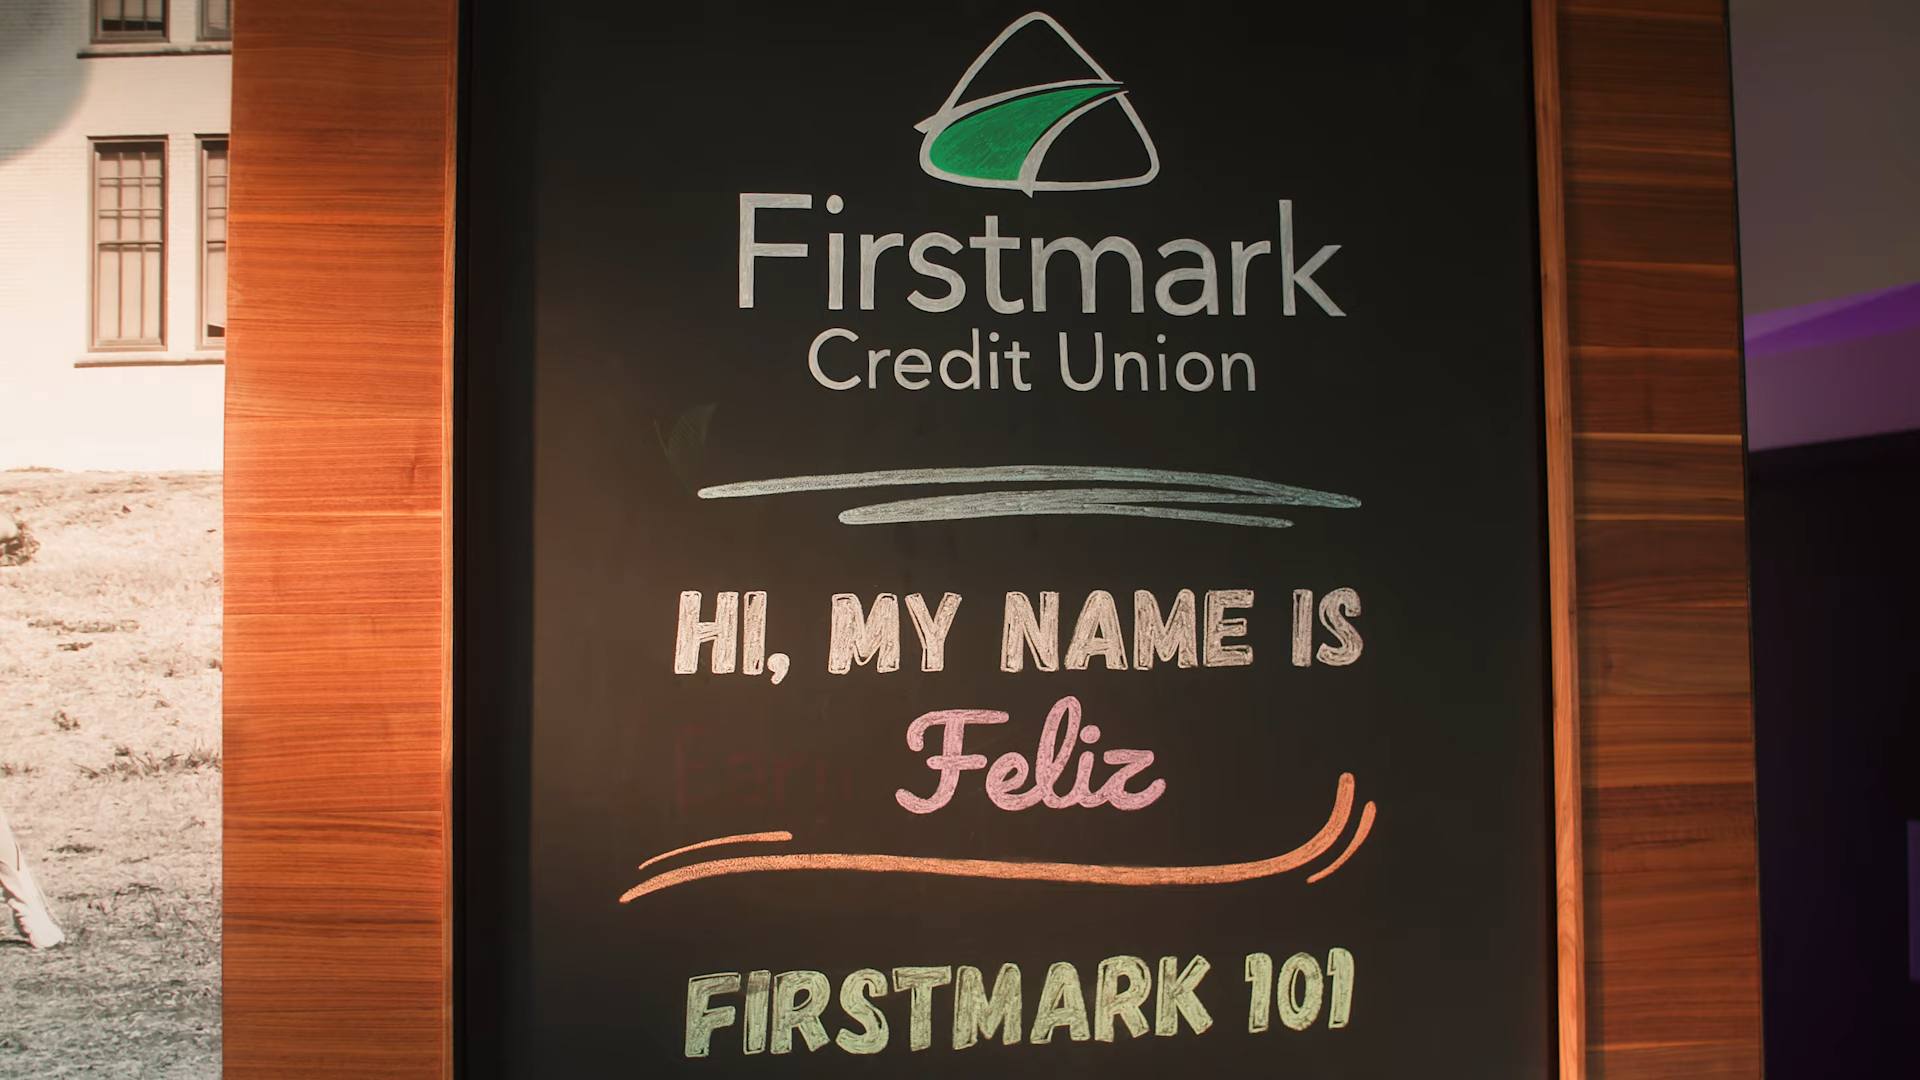 Firstmark
Credit Union
HI, MY NAME IS
Feliz
FIRSTMARK 101